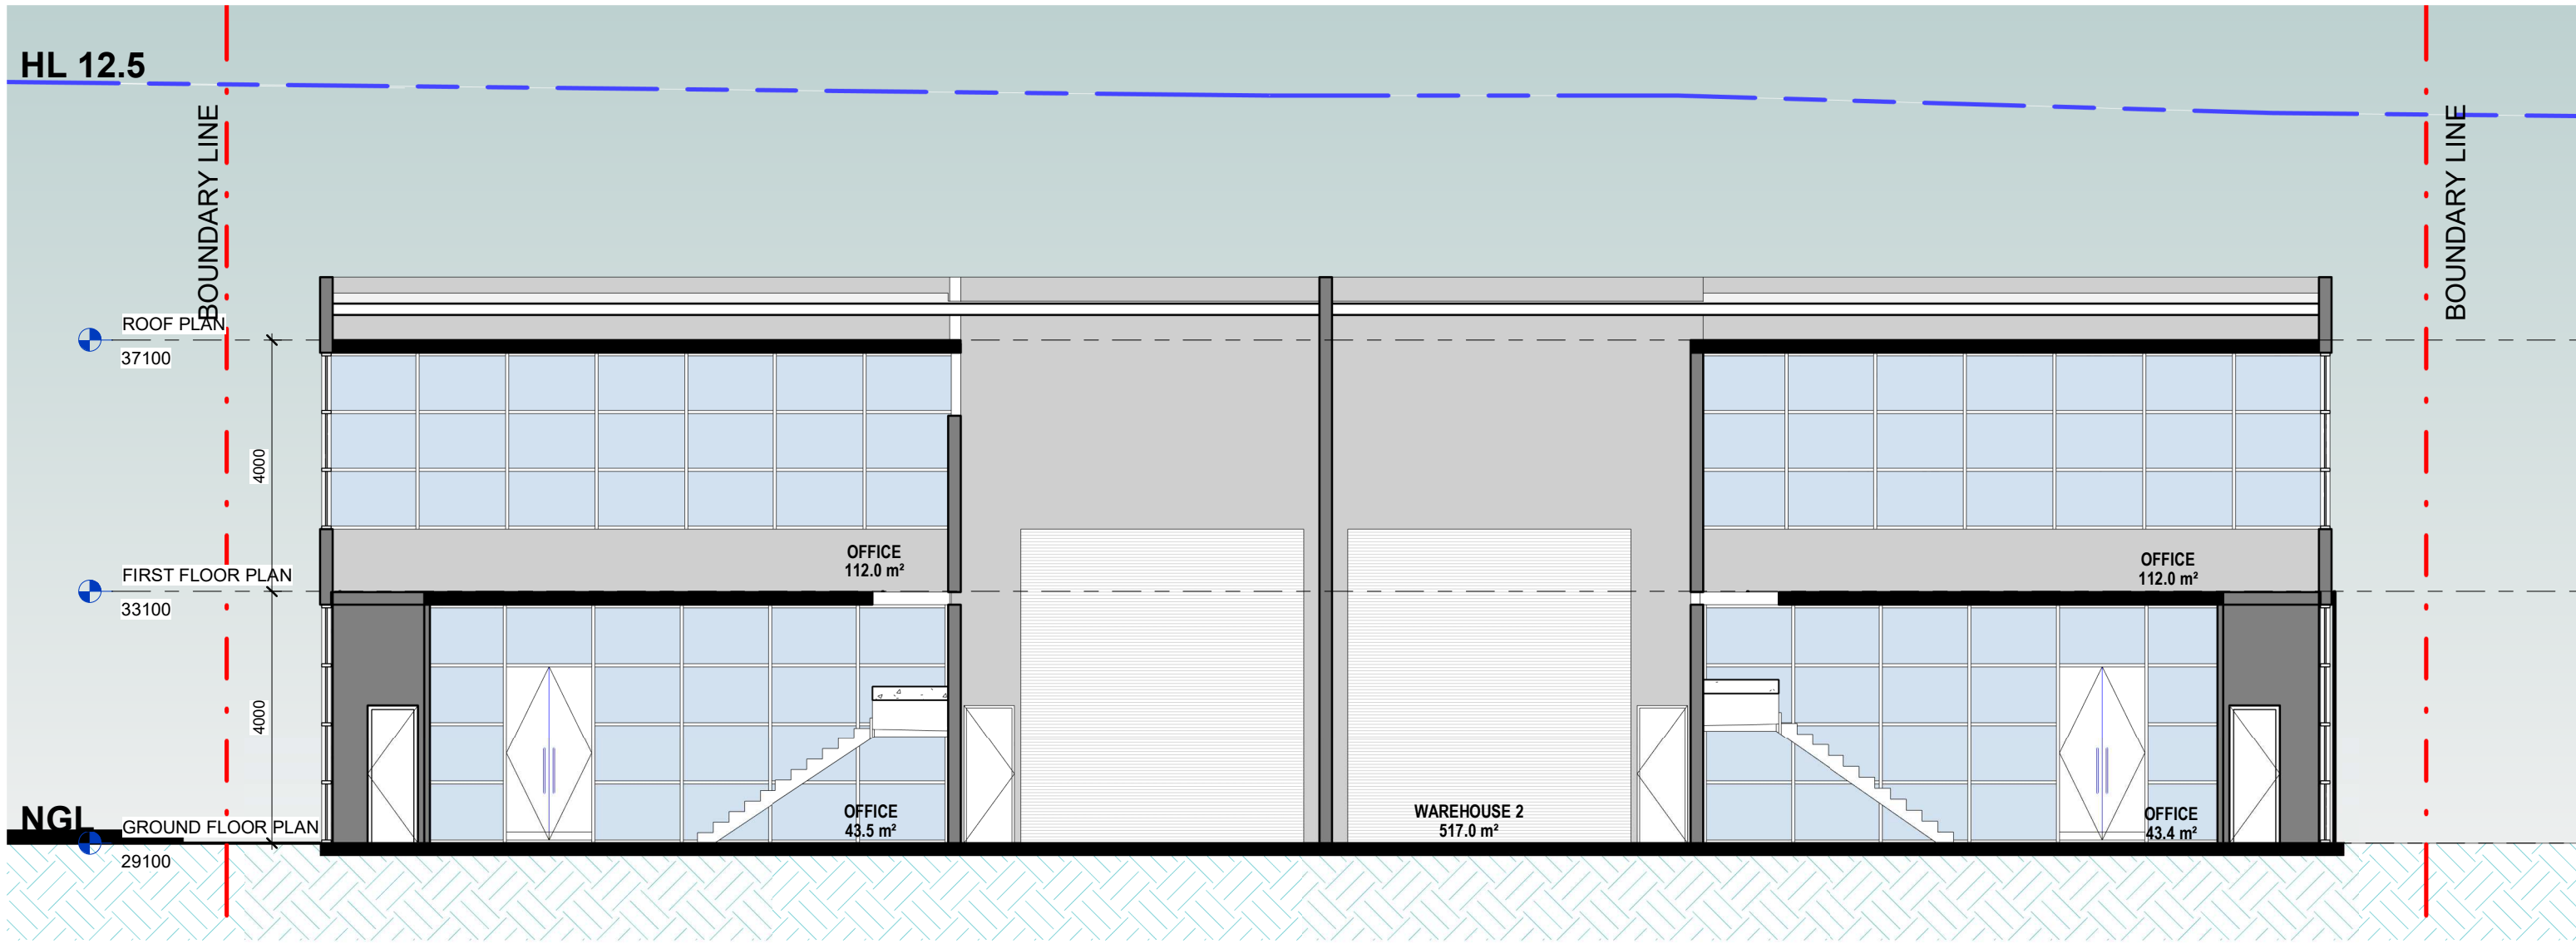 HL 12.5
BOUNDARY LINE
BOUNDARY LINE
ROOF PLAN
37100
4000
OFFICE
112.0 m²
OFFICE
112.0 m²
FIRST FLOOR PLAN
33100
4000
OFFICE
43.5 m²
WAREHOUSE 2
517.0 m²
OFFICE
43.4 m²
NGL
GROUND FLOOR PLAN
29100